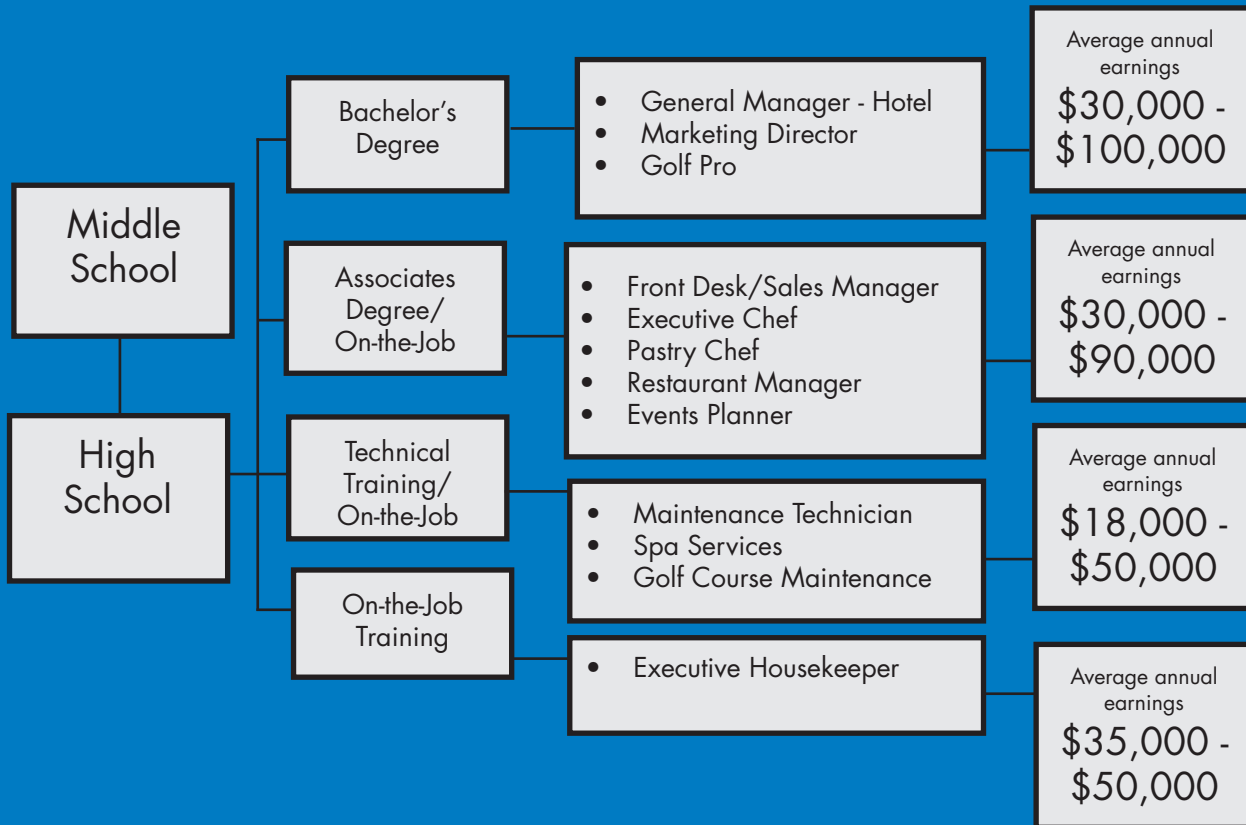 Middle
School
High
School
Bachelor's
Degree
• General Manager - Hotel
• Marketing Director
• Golf Pro
Average annual
earnings
$30,000 -
$100,000
Associates
Degree/
On-the-Job
• Front Desk/Sales Manager
• Executive Chef
• Pastry Chef
• Restaurant Manager
• Events Planner
Average annual
earnings
$30,000 -
$90,000
Technical
Training/
On-the-Job
• Maintenance Technician
• Spa Services
• Golf Course Maintenance
Average annual
earnings
$18,000 -
$50,000
On-the-Job
Training
• Executive Housekeeper
Average annual
earnings
$35,000 -
$50,000